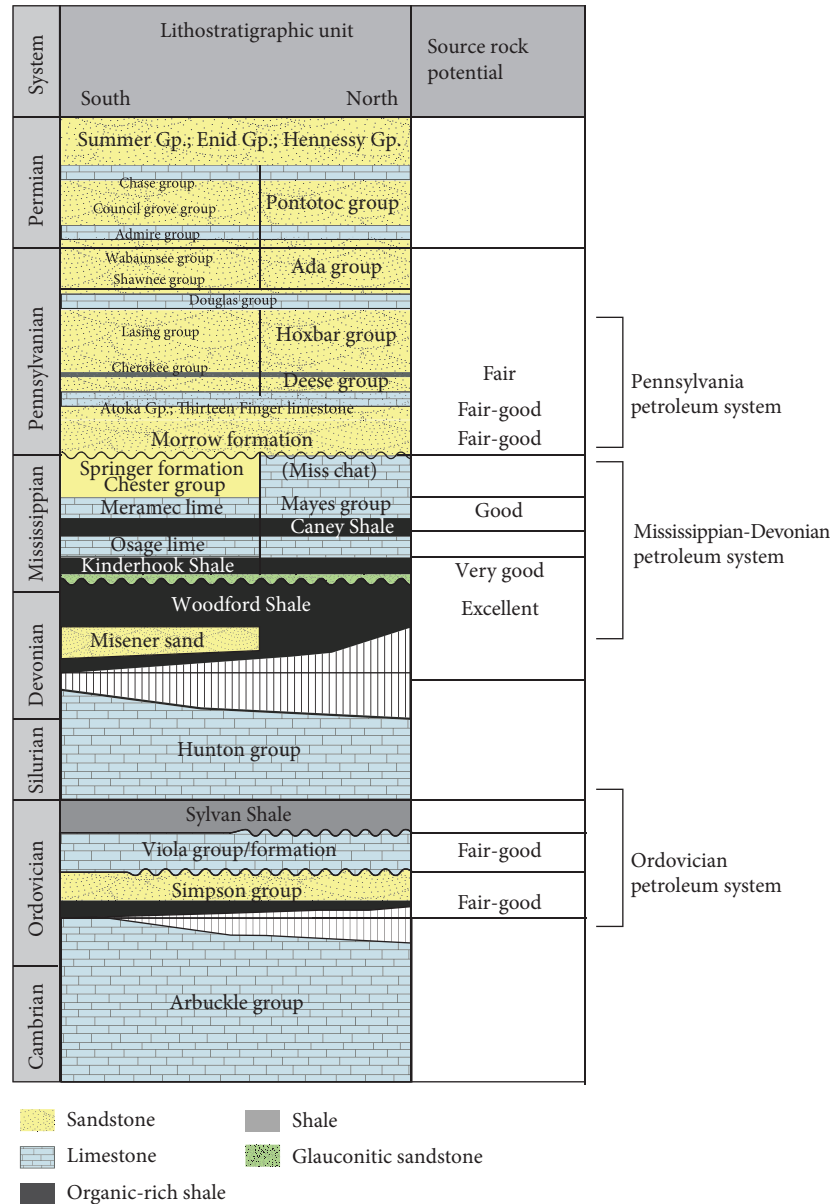 System
Lithostratigraphic unit
South
North
Source rock
potential
Permian
Summer Gp.; Enid Gp.; Hennessy Gp.
Chase group
Council grove group
Pontotoc group
Admire group
Pennsylvanian
Wabaunsee group
Ada group
Shawnee group
Douglas group
Lasing group
Hoxbar group
Cherokee group
Deese group
Fair
Atoka Gp.; Thirteen Finger limestone
Fair-good
Morrow formation
Fair-good
Pennsylvania
petroleum system
Mississippian
Springer formation
(Miss chat)
Chester group
Meramec lime
Mayes group
Good
Caney Shale
Osage lime
Kinderhook Shale
Very good
Mississippian-Devonian
petroleum system
Devonian
Woodford Shale
Excellent
Misener sand
Silurian
Hunton group
Ordovician
Sylvan Shale
Viola group/formation
Fair-good
Simpson group
Fair-good
Ordovician
petroleum system
Cambrian
Arbuckle group
Sandstone
Limestone
Organic-rich shale
Shale
Glauconitic sandstone